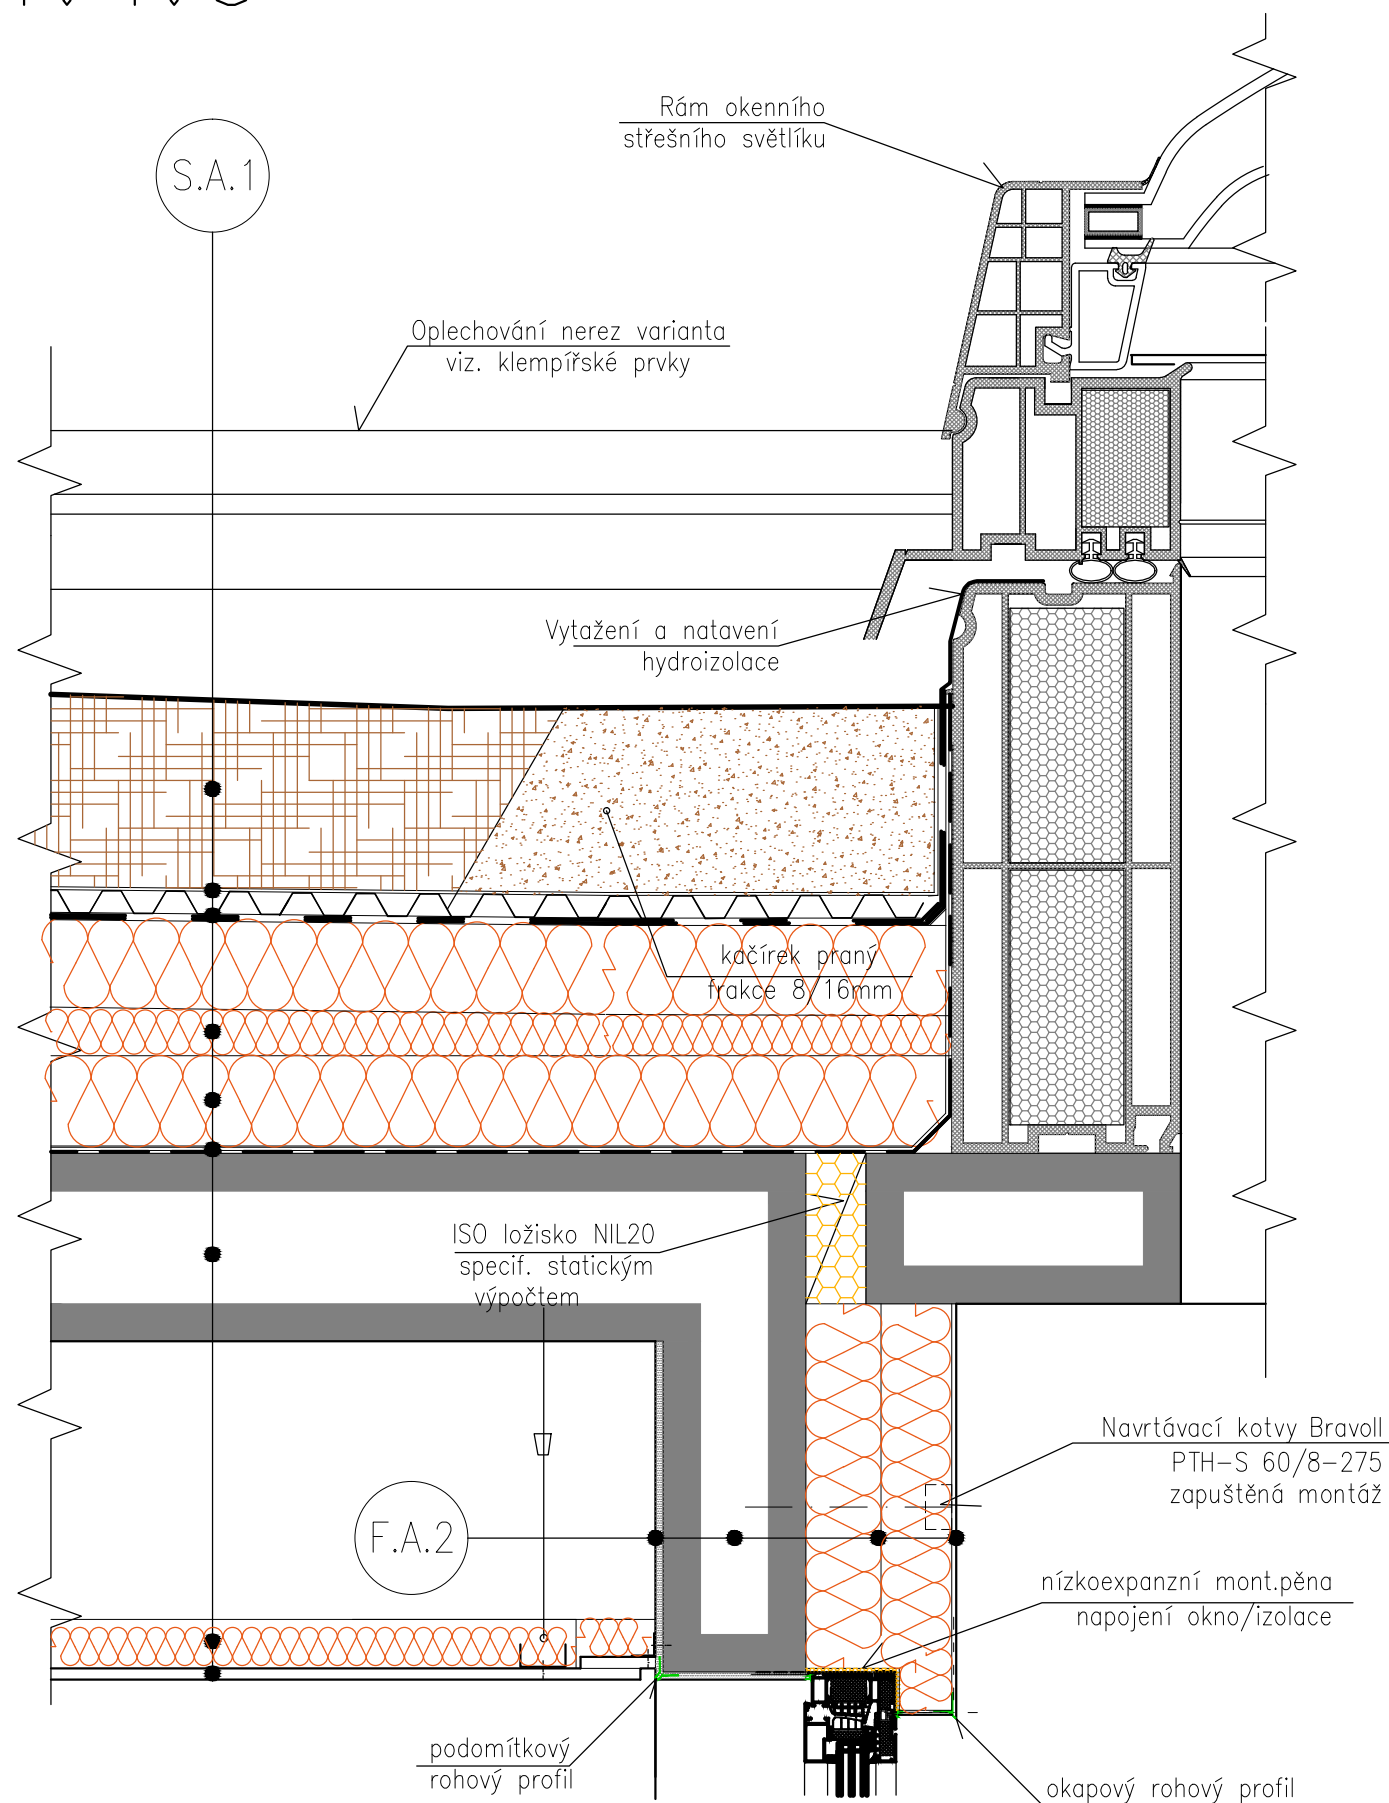 Rám okenního
střešního světlíku
S.A.1
Oplechování nerez varianta
viz. klempířské prvky
Vytažení a natavení
hydroizolace
kačírek praný
frakce 8/16mm
ISO ložisko NIL20
specif. statickým
výpočtem
Navrtávací kotvy Bravoll
PTH-S 60/8-275
zapuštěná montáž
F.A.2
nízkoexpanzní mont.pěna
napojení okno/izolace
podomítkový
rohový profil
okapový rohový profil